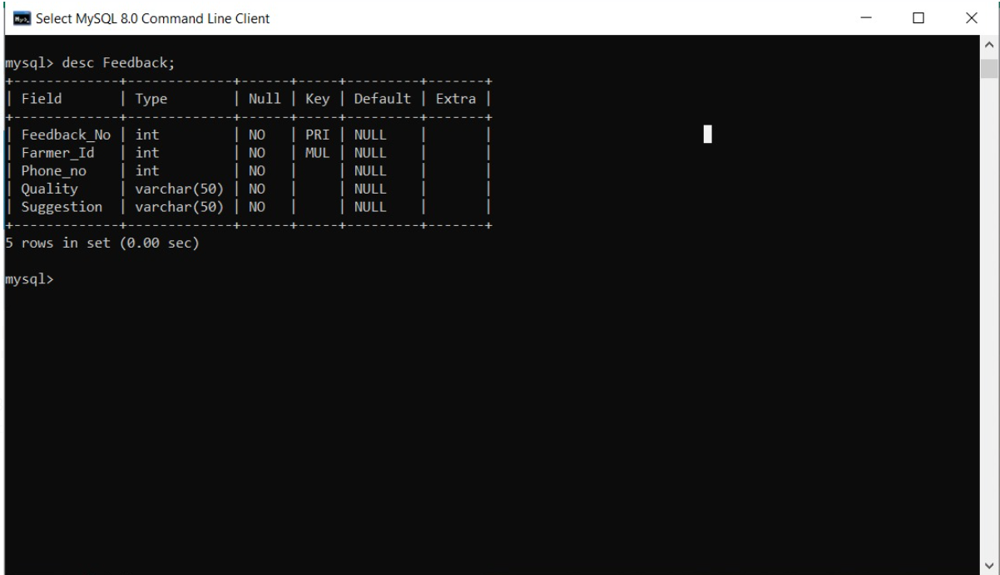 Select MySQL 8.0 Command Line Client
mysql> desc Feedback;
+-------------+-------------+------+-----+---------+-------+
| Field       | Type        | Null | Key | Default | Extra |
+-------------+-------------+------+-----+---------+-------+
| Feedback_No | int         | NO   | PRI | NULL    |       |
| Farmer_Id   | int         | NO   | MUL | NULL    |       |
| Phone_no    | int         | NO   |     | NULL    |       |
| Quality     | varchar(50) | NO   |     | NULL    |       |
| Suggestion  | varchar(50) | NO   |     | NULL    |       |
+-------------+-------------+------+-----+---------+-------+
5 rows in set (0.00 sec)
mysql>